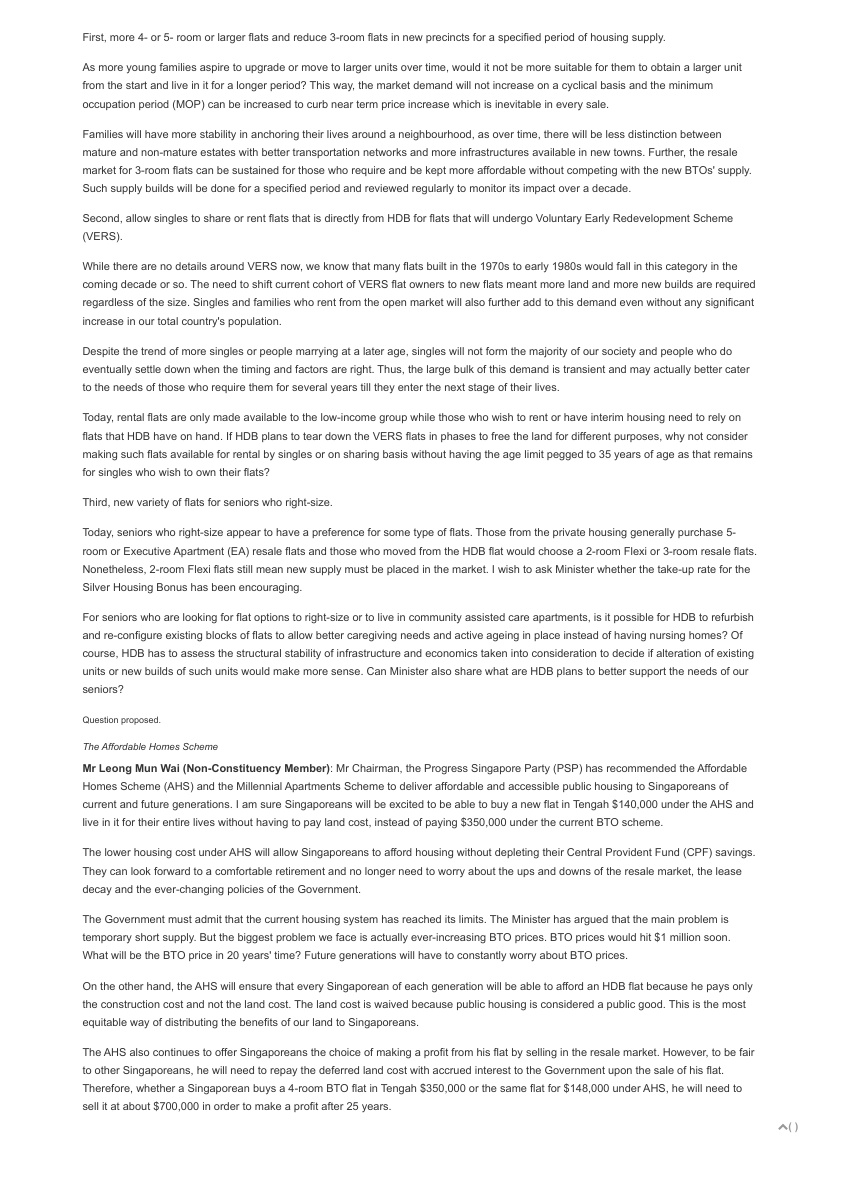 First, more 4- or 5- room or larger flats and reduce 3-room flats in new precincts for a specified period of housing supply.
As more young families aspire to upgrade or move to larger units over time, would it not be more suitable for them to obtain a larger unit
from the start and live in it for a longer period? This way, the market demand will not increase on a cyclical basis and the minimum
occupation period (MOP) can be increased to curb near term price increase which is inevitable in every sale.
Families will have more stability in anchoring their lives around a neighbourhood, as over time, there will be less distinction between
mature and non-mature estates with better transportation networks and more infrastructures available in new towns. Further, the resale
market for 3-room flats can be sustained for those who require and be kept more affordable without competing with the new BTOs' supply.
Such supply builds will be done for a specified period and reviewed regularly to monitor its impact over a decade.
Second, allow singles to share or rent flats that is directly from HDB for flats that will undergo Voluntary Early Redevelopment Scheme
(VERS).
While there are no details around VERS now, we know that many flats built in the 1970s to early 1980s would fall in this category in the
coming decade or so. The need to shift current cohort of VERS flat owners to new flats meant more land and more new builds are required
regardless of the size. Singles and families who rent from the open market will also further add to this demand even without any significant
increase in our total country's population.
Despite the trend of more singles or people marrying at a later age, singles will not form the majority of our society and people who do
eventually settle down when the timing and factors are right. Thus, the large bulk of this demand is transient and may actually better cater
to the needs of those who require them for several years till they enter the next stage of their lives.
Today, rental flats are only made available to the low-income group while those who wish to rent or have interim housing need to rely on
flats that HDB have on hand. If HDB plans to tear down the VERS flats in phases to free the land for different purposes, why not consider
making such flats available for rental by singles or on sharing basis without having the age limit pegged to 35 years of age as that remains
for singles who wish to own their flats?
Third, new variety of flats for seniors who right-size.
Today, seniors who right-size appear to have a preference for some type of flats. Those from the private housing generally purchase 5-
room or Executive Apartment (EA) resale flats and those who moved from the HDB flat would choose a 2-room Flexi or 3-room resale flats.
Nonetheless, 2-room Flexi flats still mean new supply must be placed in the market. I wish to ask Minister whether the take-up rate for the
Silver Housing Bonus has been encouraging.
For seniors who are looking for flat options to right-size or to live in community assisted care apartments, is it possible for HDB to refurbish
and re-configure existing blocks of flats to allow better caregiving needs and active ageing in place instead of having nursing homes? Of
course, HDB has to assess the structural stability of infrastructure and economics taken into consideration to decide if alteration of existing
units or new builds of such units would make more sense. Can Minister also share what are HDB plans to better support the needs of our
seniors?
Question proposed.
The Affordable Homes Scheme
Mr Leong Mun Wai (Non-Constituency Member): Mr Chairman, the Progress Singapore Party (PSP) has recommended the Affordable
Homes Scheme (AHS) and the Millennial Apartments Scheme to deliver affordable and accessible public housing to Singaporeans of
current and future generations. I am sure Singaporeans will be excited to be able to buy a new flat in Tengah $140,000 under the AHS and
live in it for their entire lives without having to pay land cost, instead of paying $350,000 under the current BTO scheme.
The lower housing cost under AHS will allow Singaporeans to afford housing without depleting their Central Provident Fund (CPF) savings.
They can look forward to a comfortable retirement and no longer need to worry about the ups and downs of the resale market, the lease
decay and the ever-changing policies of the Government.
The Government must admit that the current housing system has reached its limits. The Minister has argued that the main problem is
temporary short supply. But the biggest problem we face is actually ever-increasing BTO prices. BTO prices would hit $1 million soon.
What will be the BTO price in 20 years' time? Future generations will have to constantly worry about BTO prices.
On the other hand, the AHS will ensure that every Singaporean of each generation will be able to afford an HDB flat because he pays only
the construction cost and not the land cost. The land cost is waived because public housing is considered a public good. This is the most
equitable way of distributing the benefits of our land to Singaporeans.
The AHS also continues to offer Singaporeans the choice of making a profit from his flat by selling in the resale market. However, to be fair
to other Singaporeans, he will need to repay the deferred land cost with accrued interest to the Government upon the sale of his flat.
Therefore, whether a Singaporean buys a 4-room BTO flat in Tengah $350,000 or the same flat for $148,000 under AHS, he will need to
sell it at about $700,000 in order to make a profit after 25 years.
( )